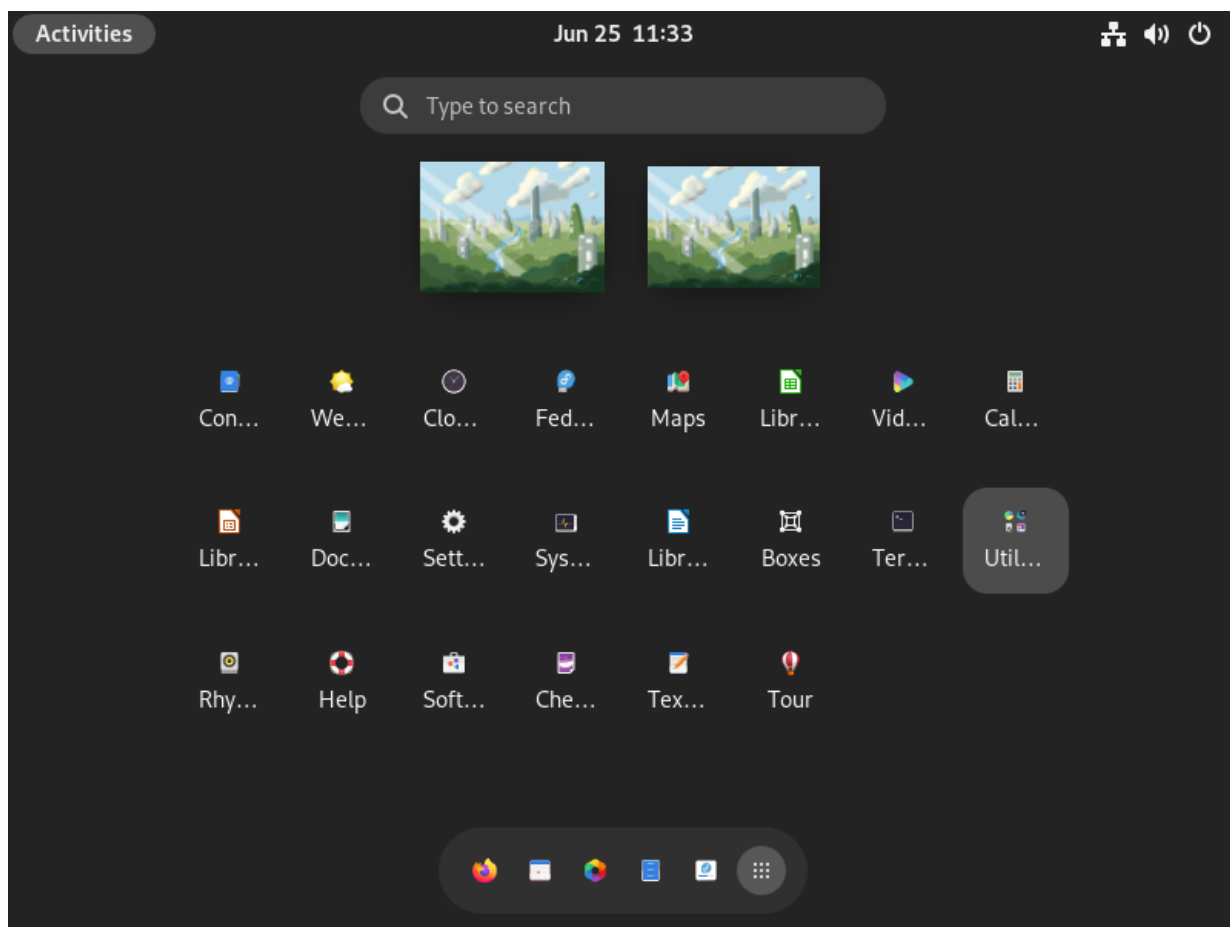 Activities
Jun 25 11:33
Type to search
Con... We... Clo... Fed... Maps Libr... Vid... Cal...
Libr... Doc... Sett... Sys... Libr... Boxes Ter... Util...
Rhy... Help Soft... Che... Tex... Tour